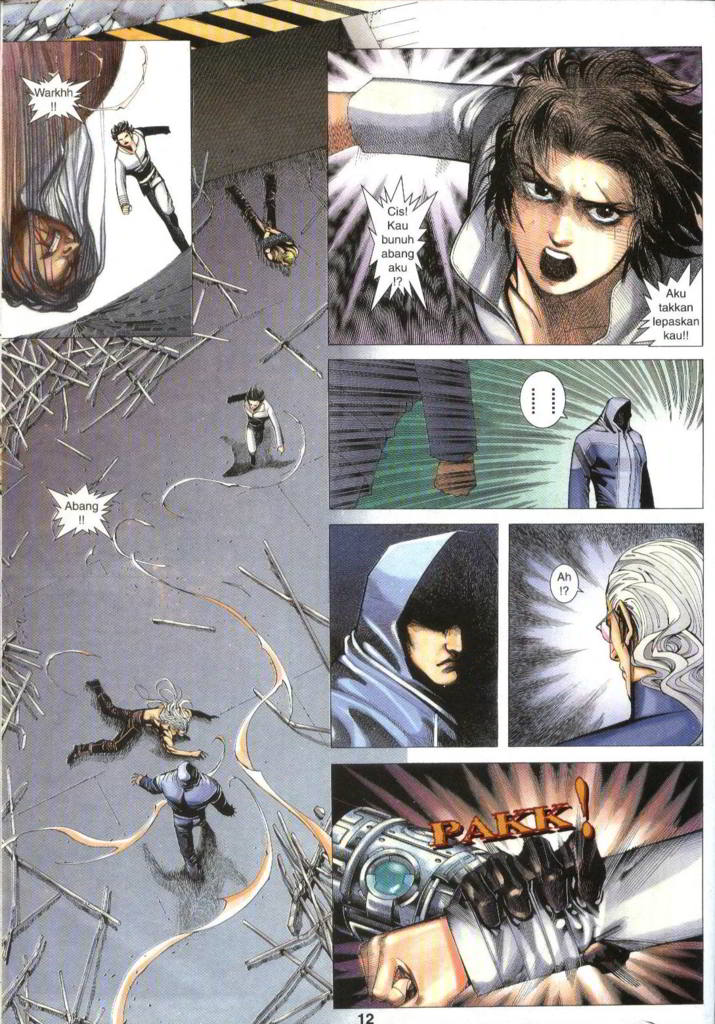 Warkhh
!!
Abang
!!
Cis!
Kau
bunuh
abang
aku
!?
Aku
takkan
lepaskan
kau!!
Ah
!?
PAKK!
12